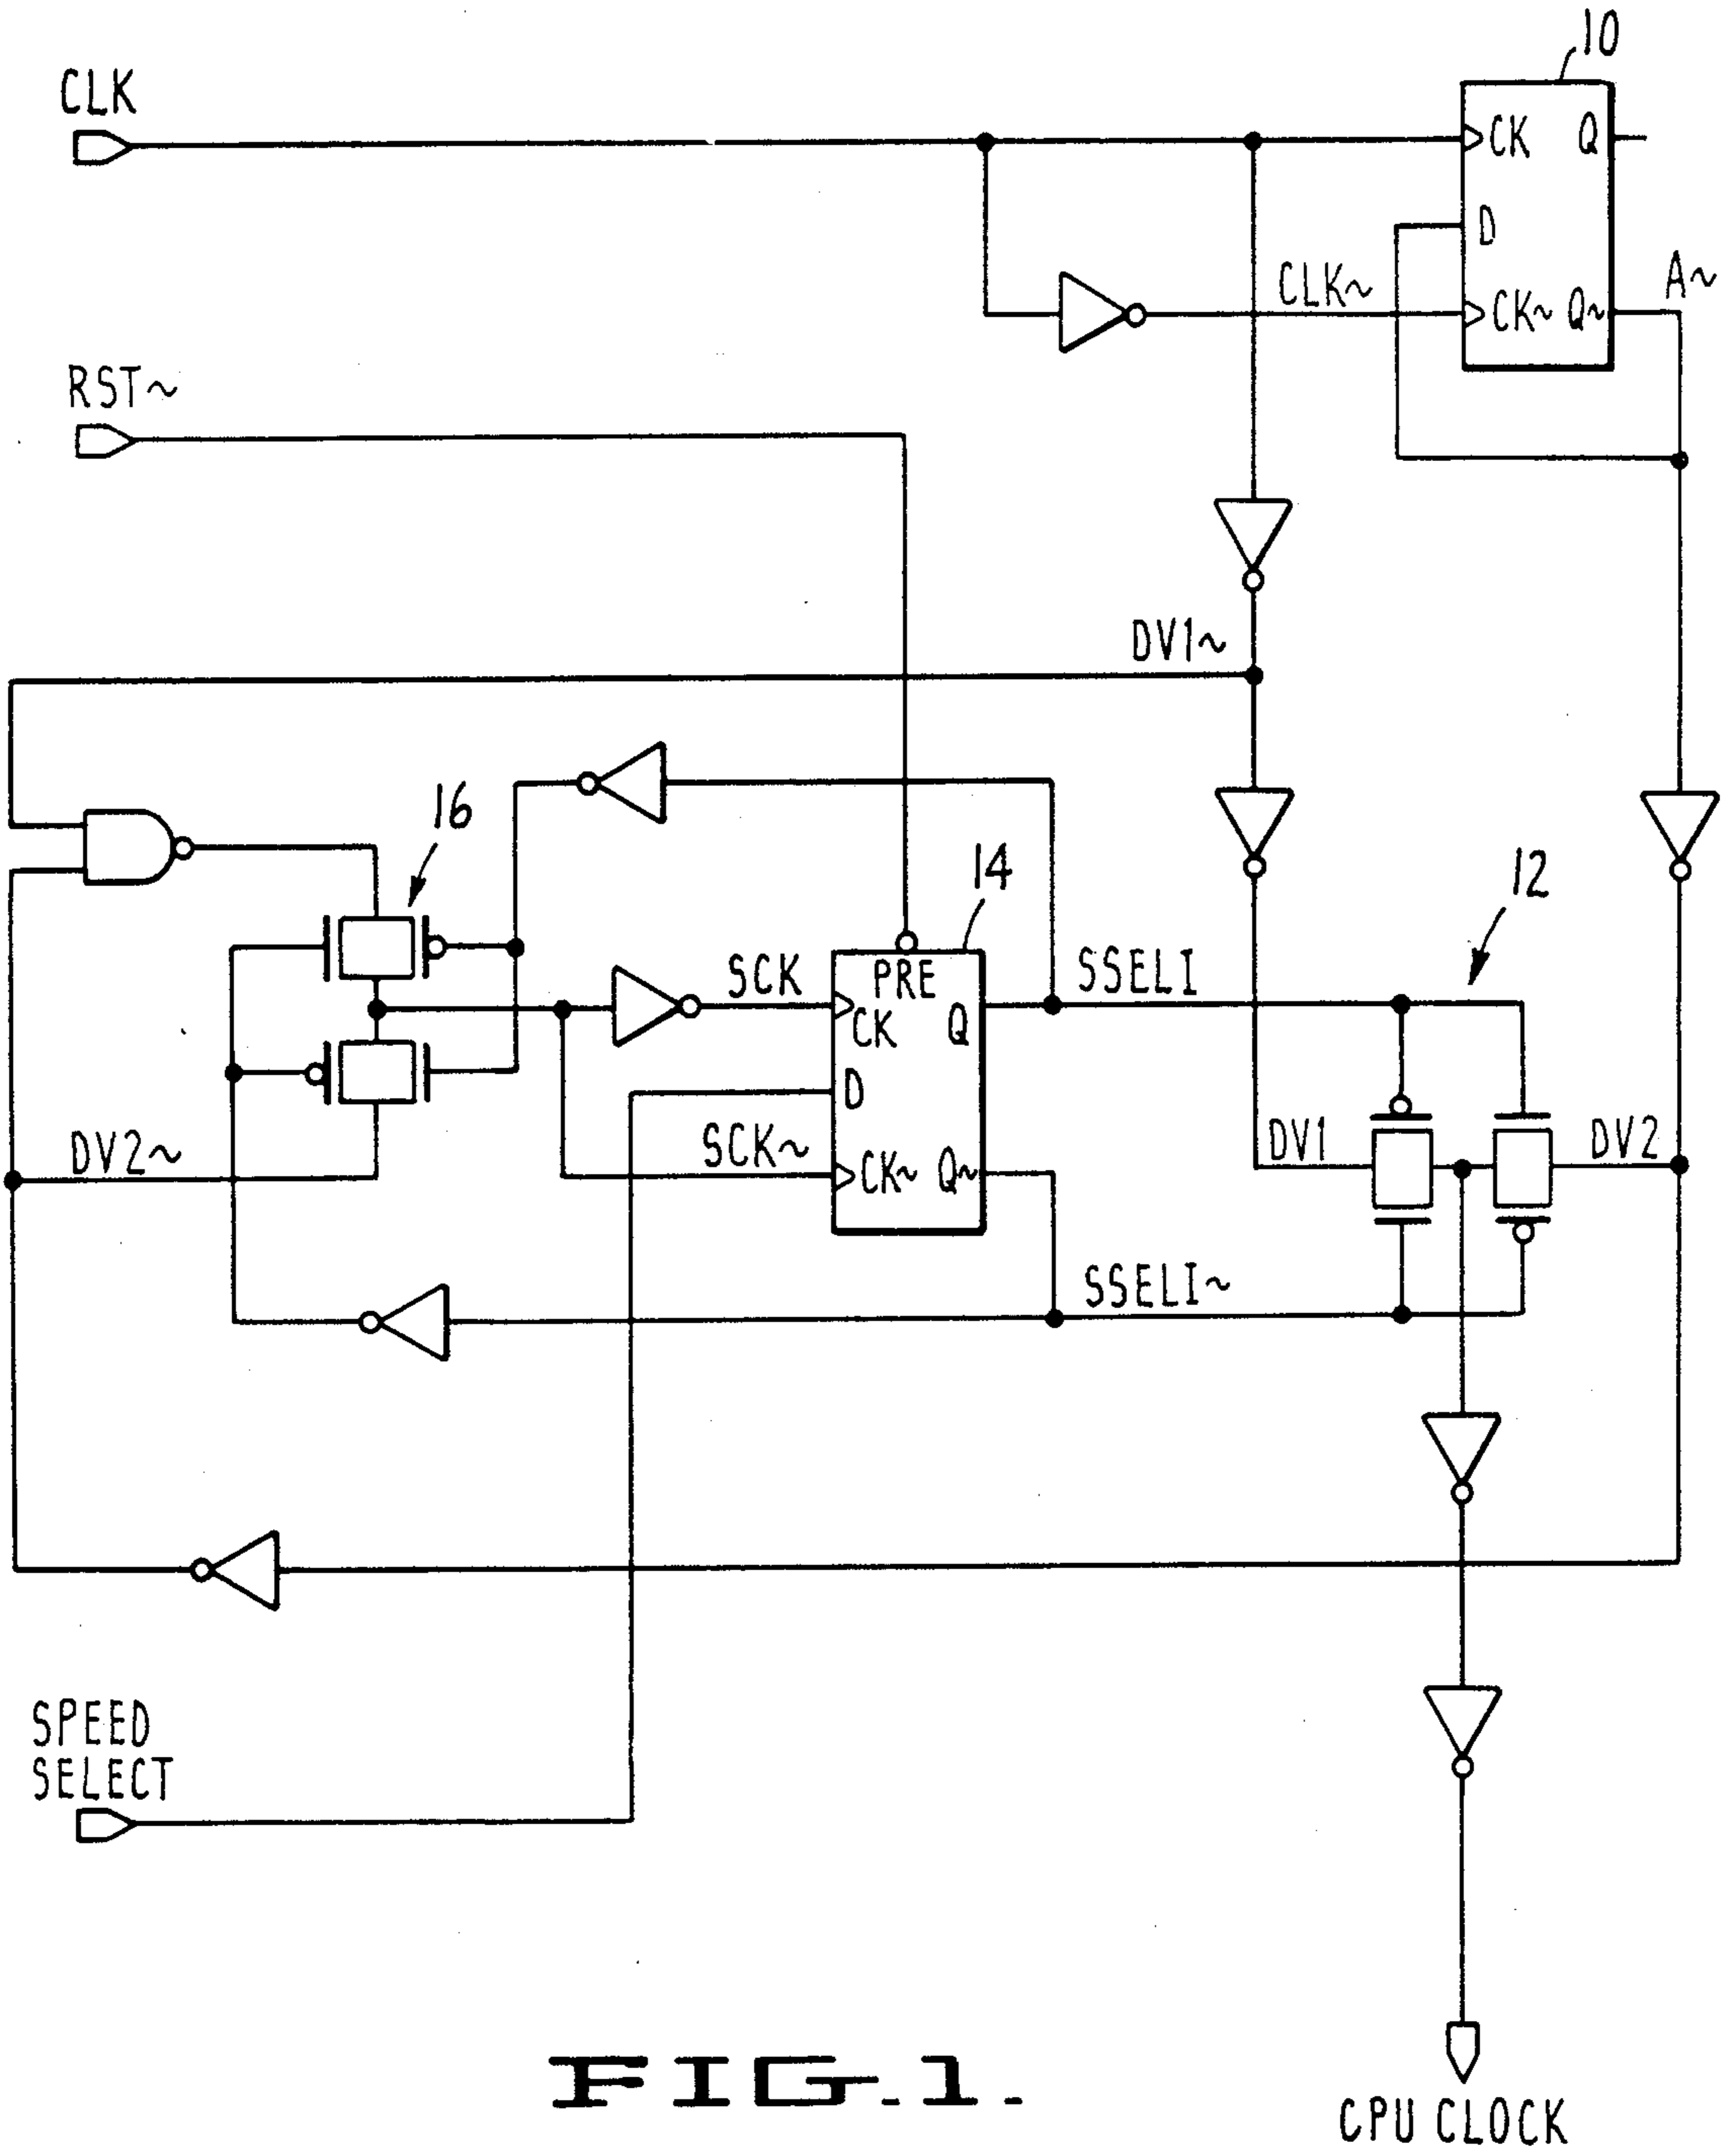 10
CLK
CK Q
D
CLK~
CK~ Q~
A~
RST~
DV1~
16
14
12
SCK
PRE
CK Q
SSELI
D
DV2~
SCK~
CK~ Q~
DV1
DV2
SSELI~
SPEED
SELECT
FIG. 1.
CPU CLOCK